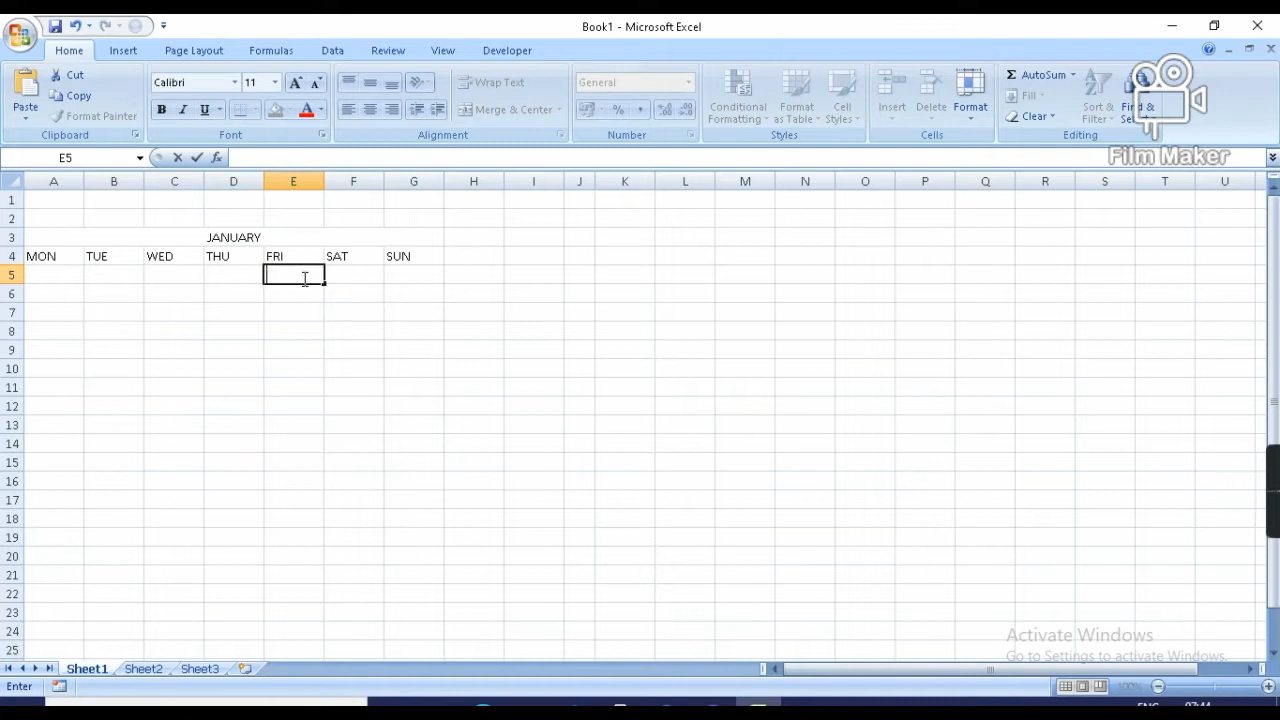 Book1 - Microsoft Excel
Home Insert Page Layout Formulas Data Review View Developer
Paste Cut Copy Format Painter Clipboard
Calibri 11 A A B I U A Font
Wrap Text Merge & Center Alignment
General % , Number
Conditional Formatting Format as Table Cell Styles Styles
Insert Delete Format Cells
Σ AutoSum Fill Clear Sort & Filter Find & Editing
Film Maker
E5 fx
A B C D E F G H I J K L M N O P Q R S T U
1
2
3 JANUARY
4 MON TUE WED THU FRI SAT SUN
5
6
7
8
9
10
11
12
13
14
15
16
17
18
19
20
21
22
23
24
25
Activate Windows
Go to Settings to activate Windows.
Sheet1 Sheet2 Sheet3
Enter 100%